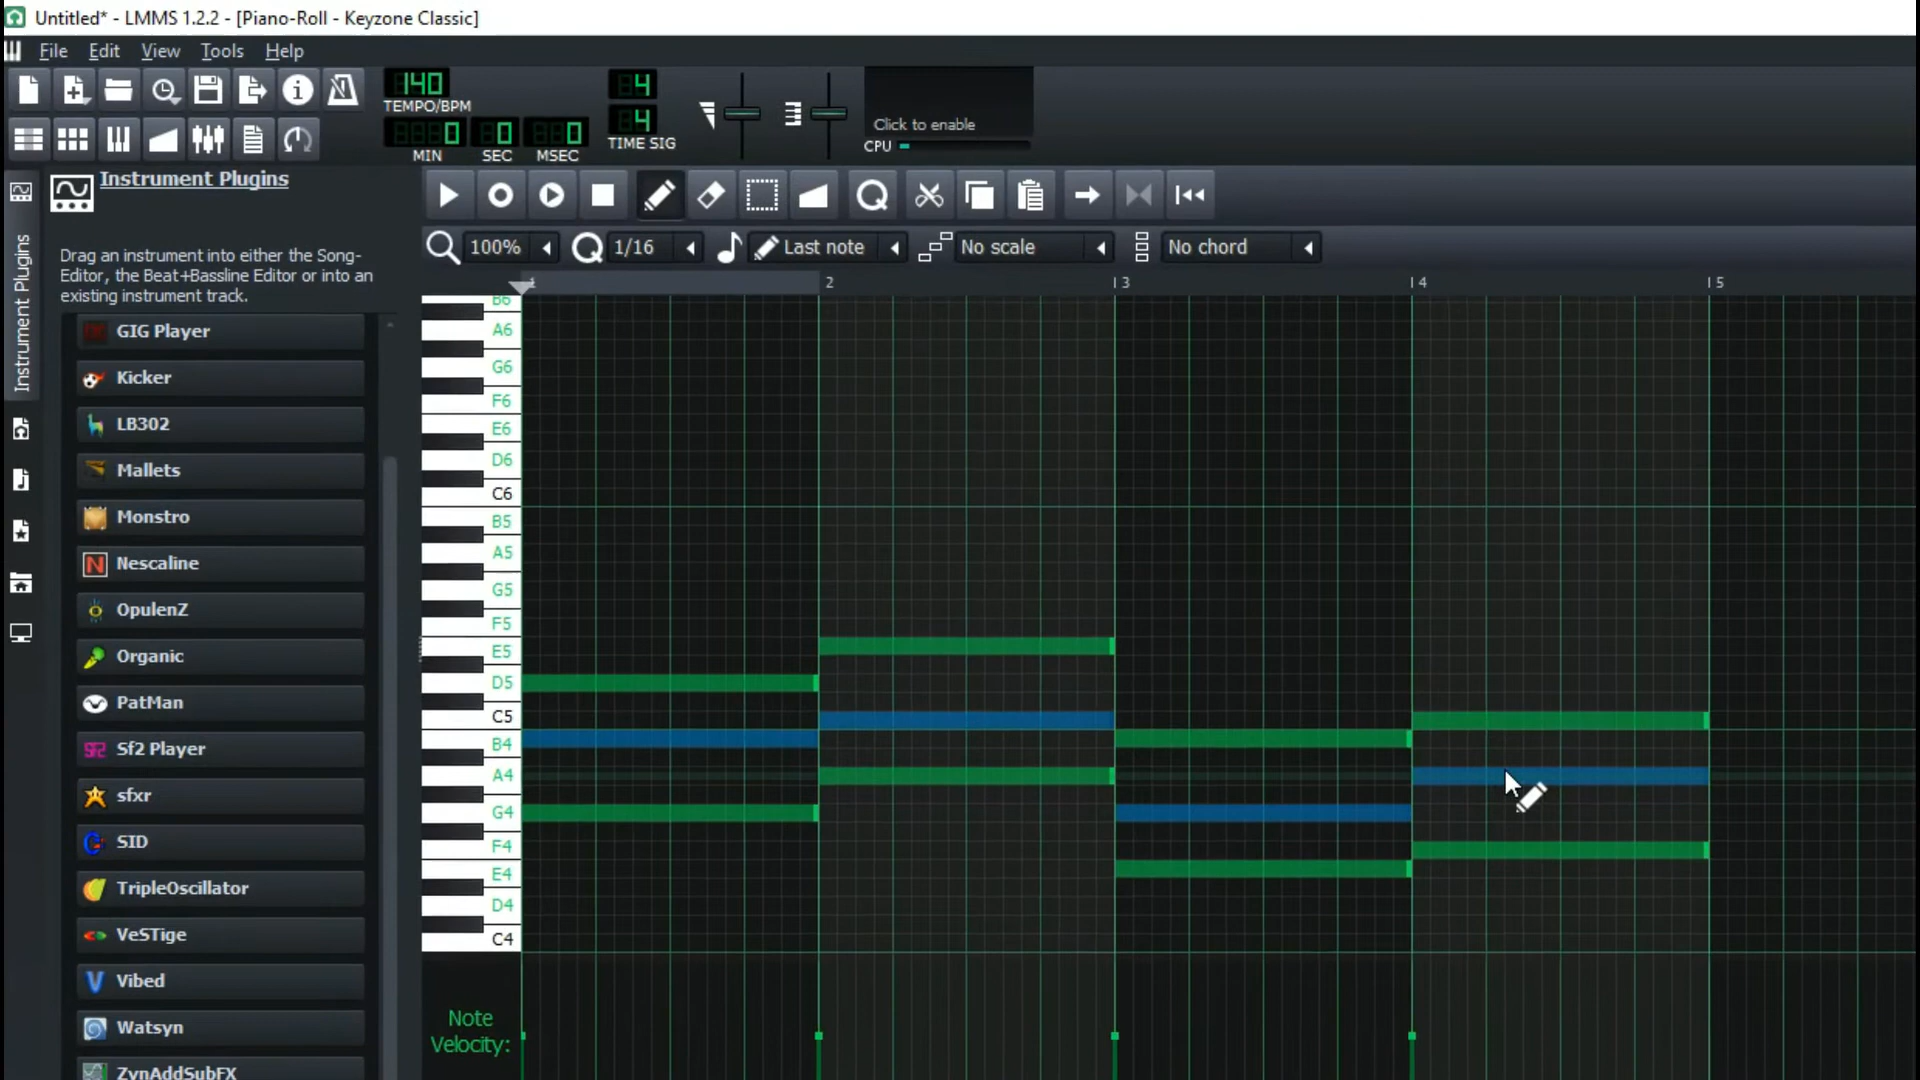 Untitled* - LMMS 1.2.2 - [Piano-Roll - Keyzone Classic]
File Edit View Tools Help
140
TEMPO/BPM
4
4
TIME SIG
0 0 0
MIN SEC MSEC
Click to enable
CPU
Instrument Plugins
Instrument Plugins
Drag an instrument into either the Song-
Editor, the Beat+Bassline Editor or into an
existing instrument track.
GIG Player
Kicker
LB302
Mallets
Monstro
Nescaline
OpulenZ
Organic
PatMan
Sf2 Player
sfxr
SID
TripleOscillator
VeSTige
Vibed
Watsyn
ZynAddSubFX
100% 1/16 Last note No scale No chord
1 2 3 4 5
B6
A6
G6
F6
E6
D6
C6
B5
A5
G5
F5
E5
D5
C5
B4
A4
G4
F4
E4
D4
C4
Note
Velocity: